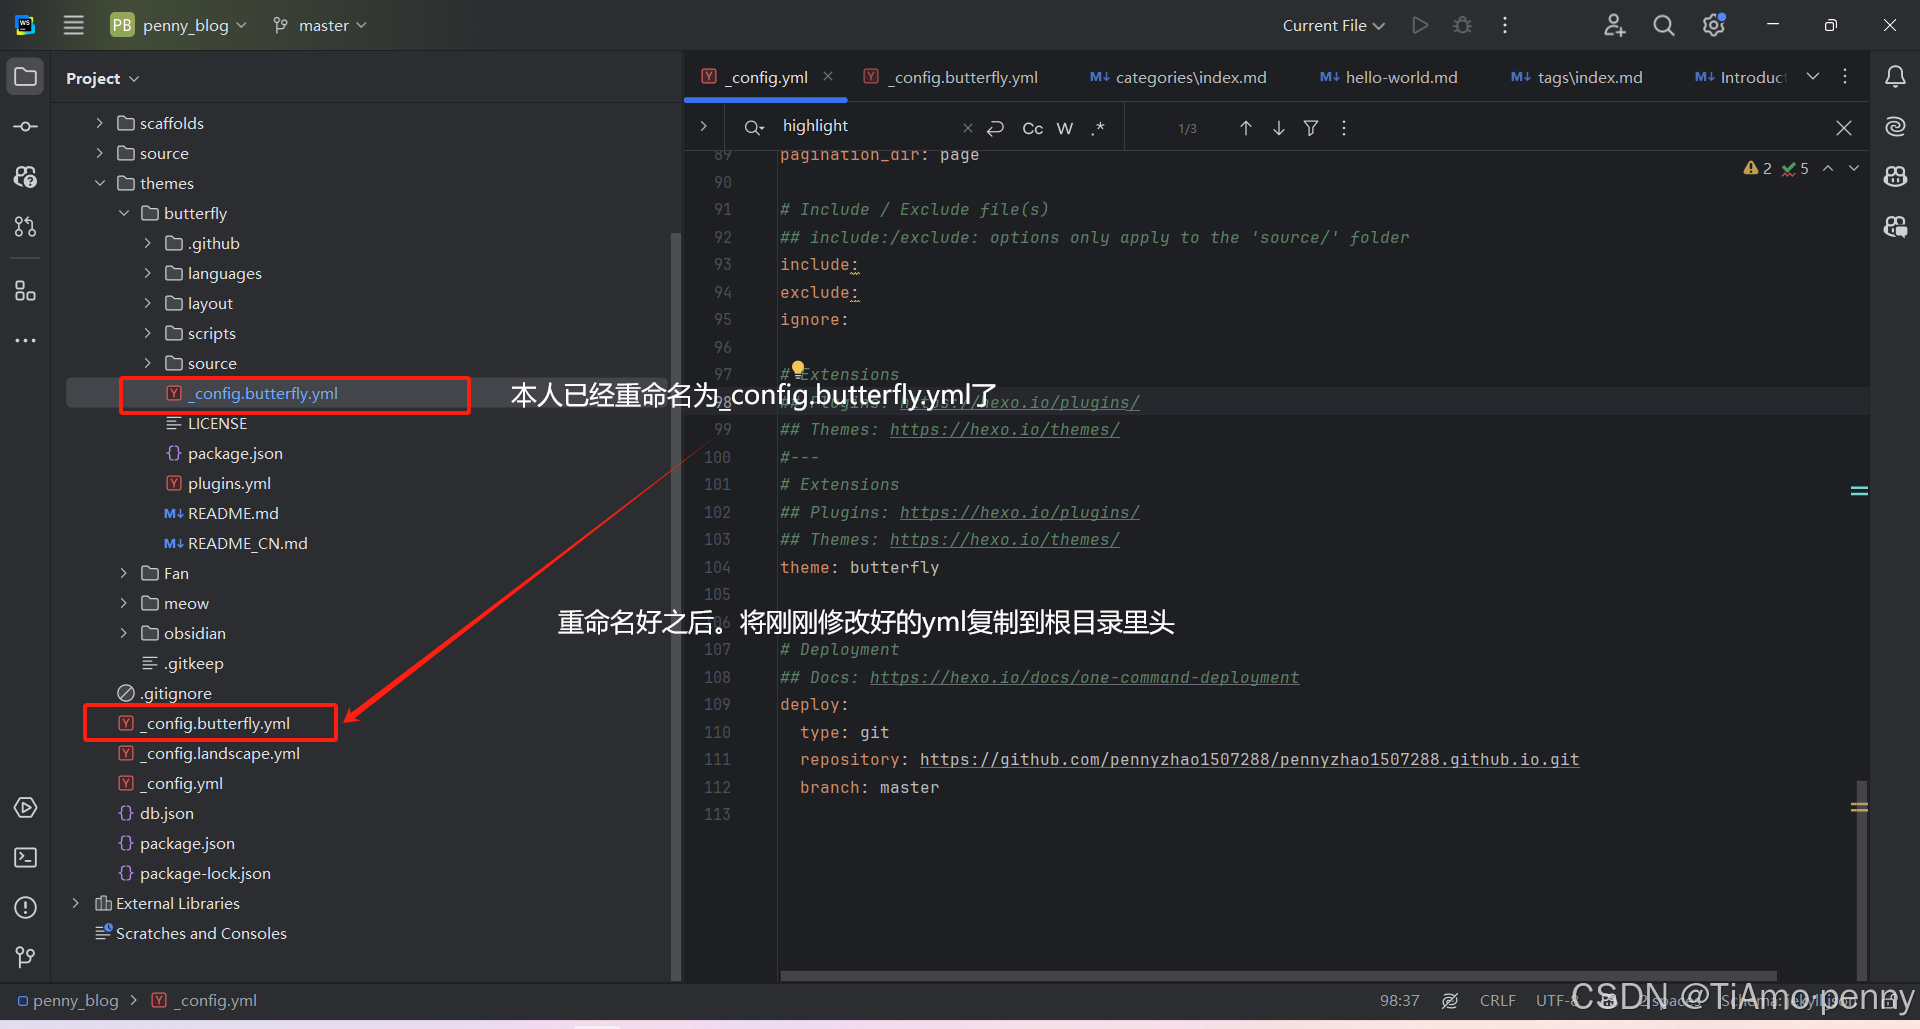 WS
PB penny_blog master Current File
Project
_config.yml _config.butterfly.yml categories\index.md hello-world.md tags\index.md Introduc
highlight Cc W .* 1/3
2 5
scaffolds
source
themes
butterfly
.github
languages
layout
scripts
source
_config.butterfly.yml
LICENSE
package.json
plugins.yml
README.md
README_CN.md
Fan
meow
obsidian
.gitkeep
.gitignore
_config.butterfly.yml
_config.landscape.yml
_config.yml
db.json
package.json
package-lock.json
External Libraries
Scratches and Consoles
本人已经重命名为_config.butterfly.yml了
重命名好之后。将刚刚修改好的yml复制到根目录里头
89 pagination_dir: page
90
91 # Include / Exclude file(s)
92 ## include:/exclude: options only apply to the 'source/' folder
93 include:
94 exclude:
95 ignore:
96
97 # Extensions
98 ## Plugins: https://hexo.io/plugins/
99 ## Themes: https://hexo.io/themes/
100 #---
101 # Extensions
102 ## Plugins: https://hexo.io/plugins/
103 ## Themes: https://hexo.io/themes/
104 theme: butterfly
105
106
107 # Deployment
108 ## Docs: https://hexo.io/docs/one-command-deployment
109 deploy:
110 type: git
111 repository: https://github.com/pennyzhao1507288/pennyzhao1507288.github.io.git
112 branch: master
113
penny_blog _config.yml 98:37 CRLF UTF-8 2 spaces
CSDN @TiAmo penny